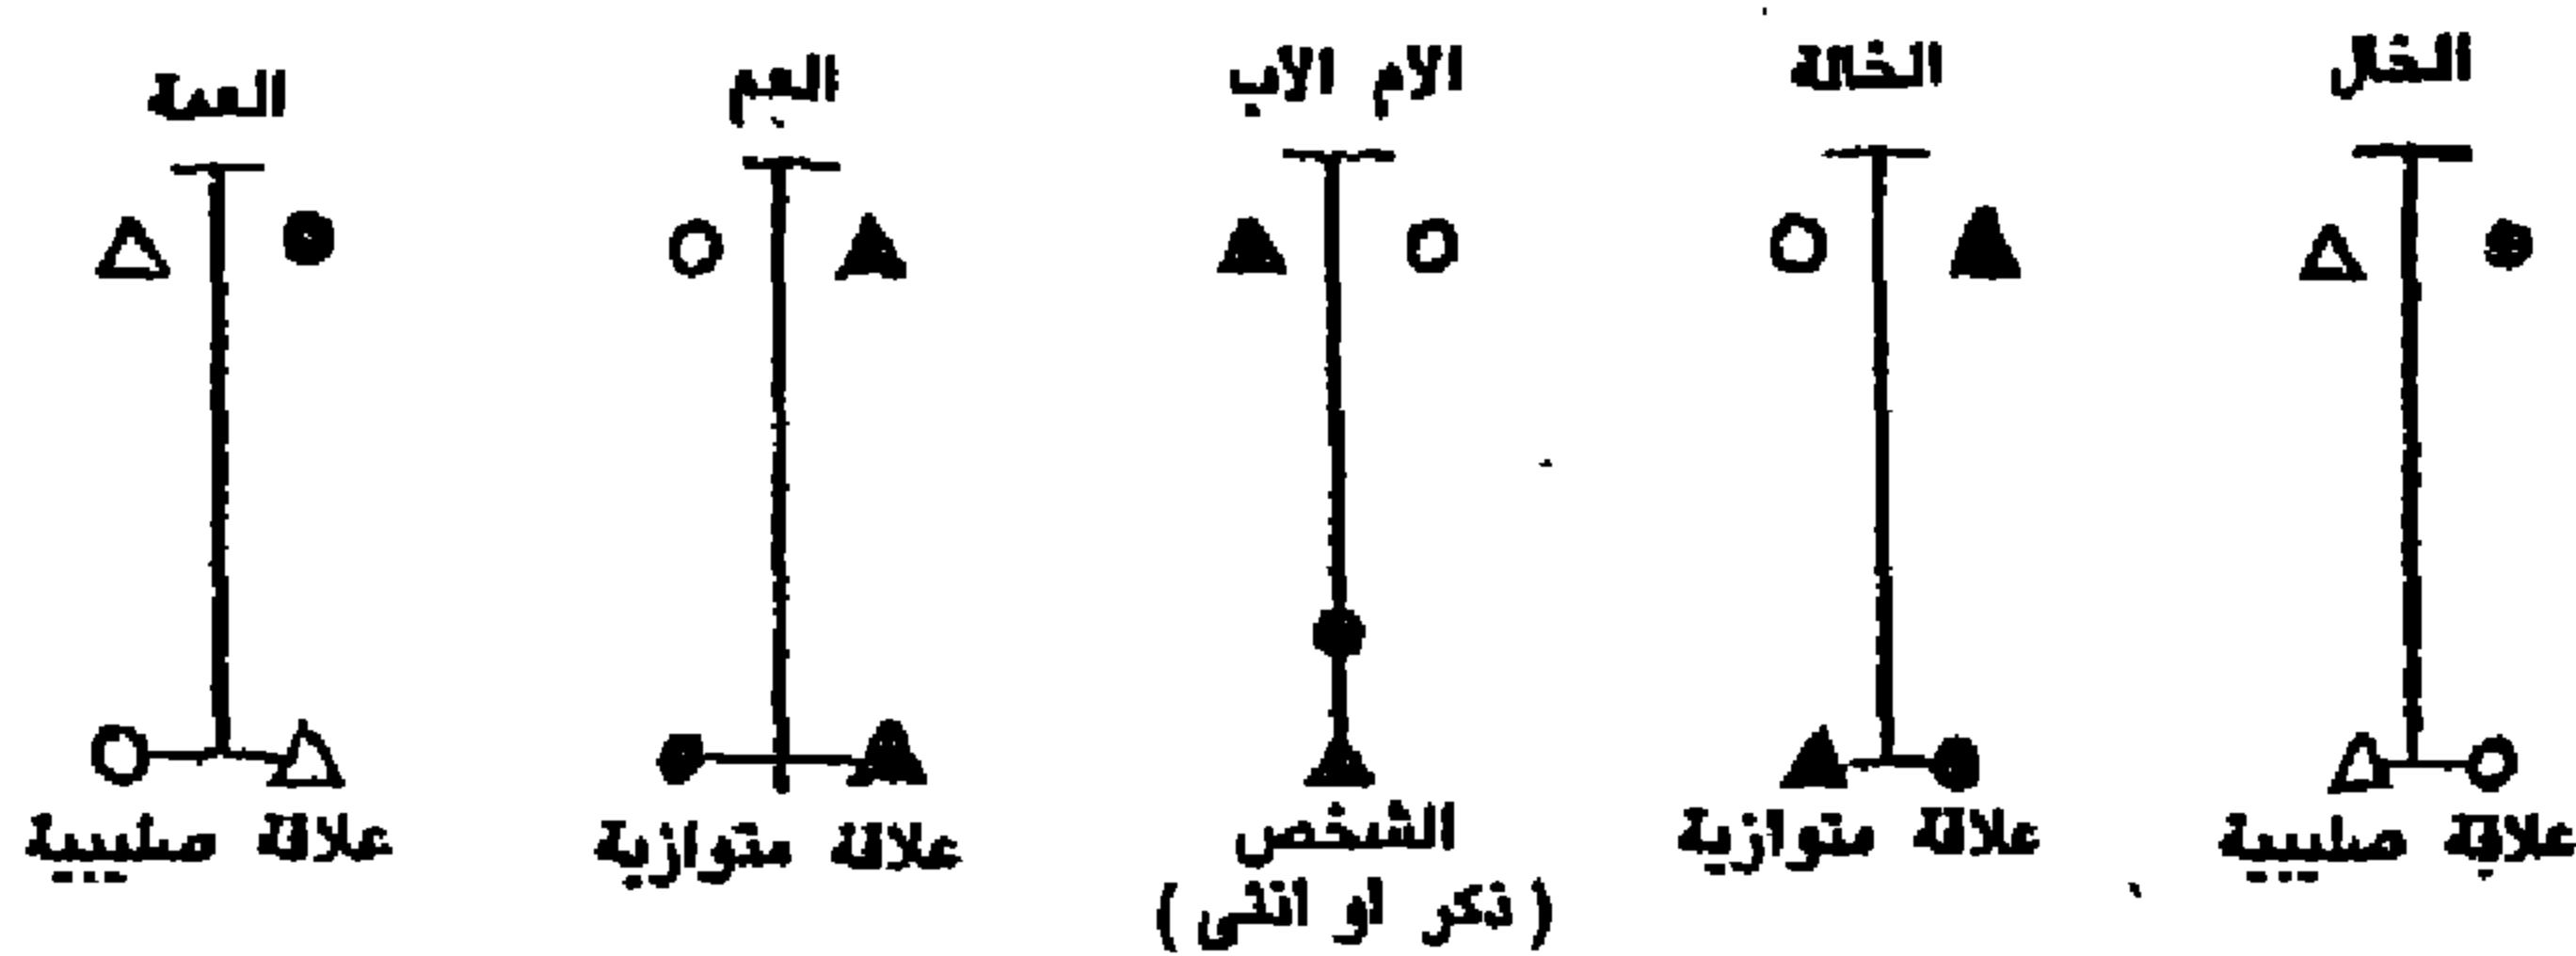 الخال
الخالة
الام الاب
العم
العمة
علاقة صليبية
علاقة متوازية
الشخص
(ذكر او انثى)
علاقة متوازية
علاقة صليبية